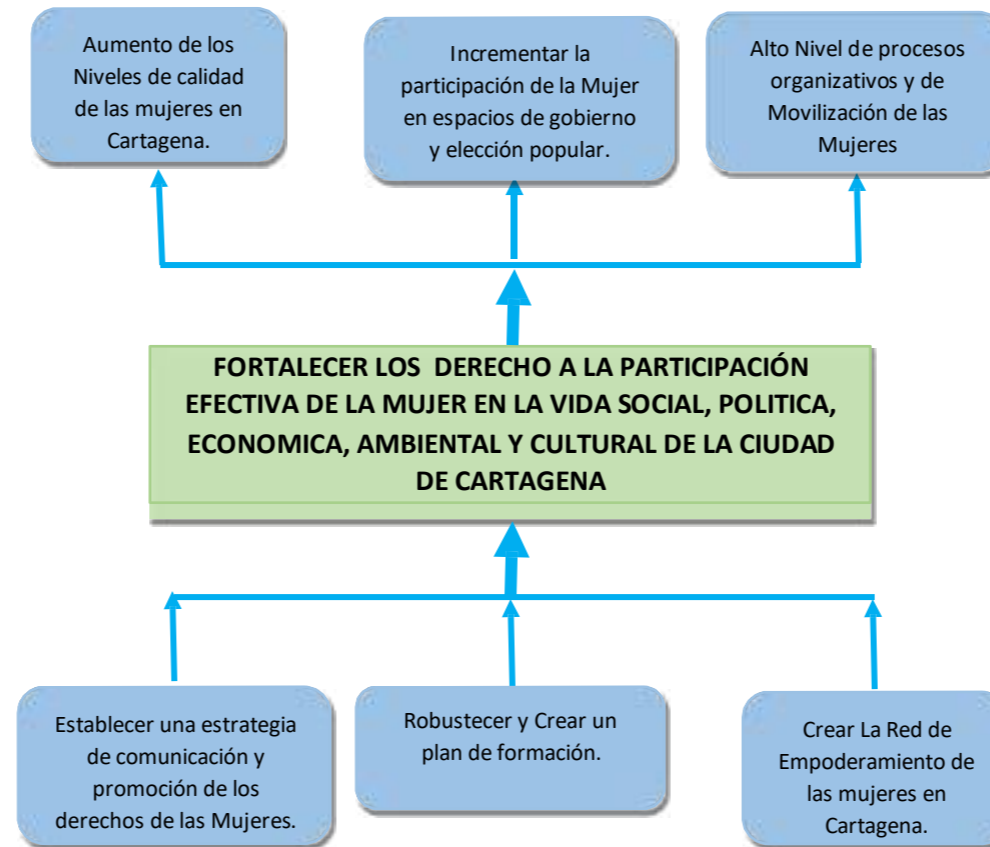 Aumento de los
Niveles de calidad
de las mujeres en
Cartagena.
Incrementar la
participación de la Mujer
en espacios de gobierno
y elección popular.
Alto Nivel de procesos
organizativos y de
Movilización de las
Mujeres
FORTALECER LOS DERECHO A LA PARTICIPACIÓN
EFECTIVA DE LA MUJER EN LA VIDA SOCIAL, POLITICA,
ECONOMICA, AMBIENTAL Y CULTURAL DE LA CIUDAD
DE CARTAGENA
Establecer una estrategia
de comunicación y
promoción de los
derechos de las Mujeres.
Robustecer y Crear un
plan de formación.
Crear La Red de
Empoderamiento de
las mujeres en
Cartagena.